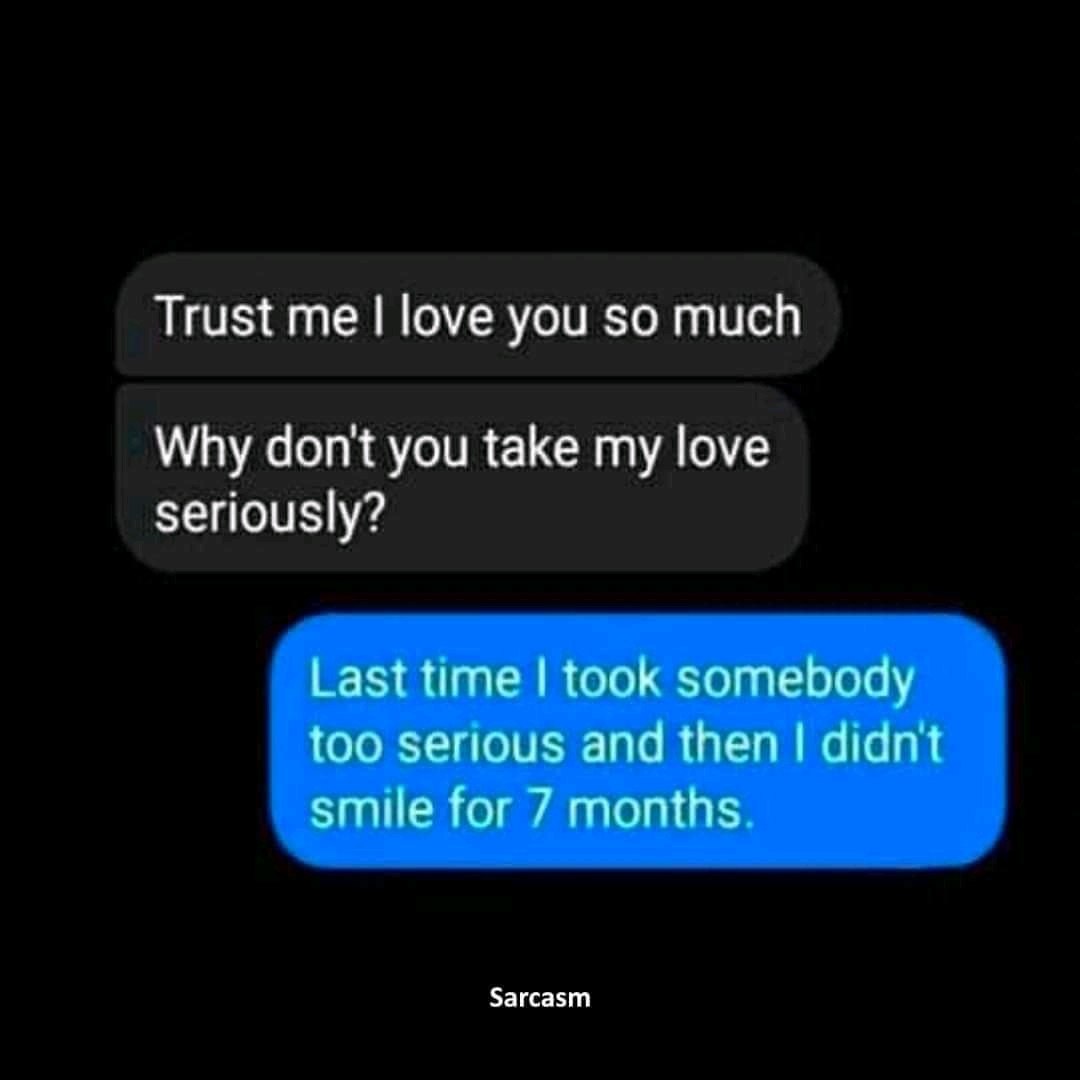 Trust me I love you so much
Why don't you take my love
seriously?
Last time I took somebody
too serious and then I didn't
smile for 7 months.
Sarcasm